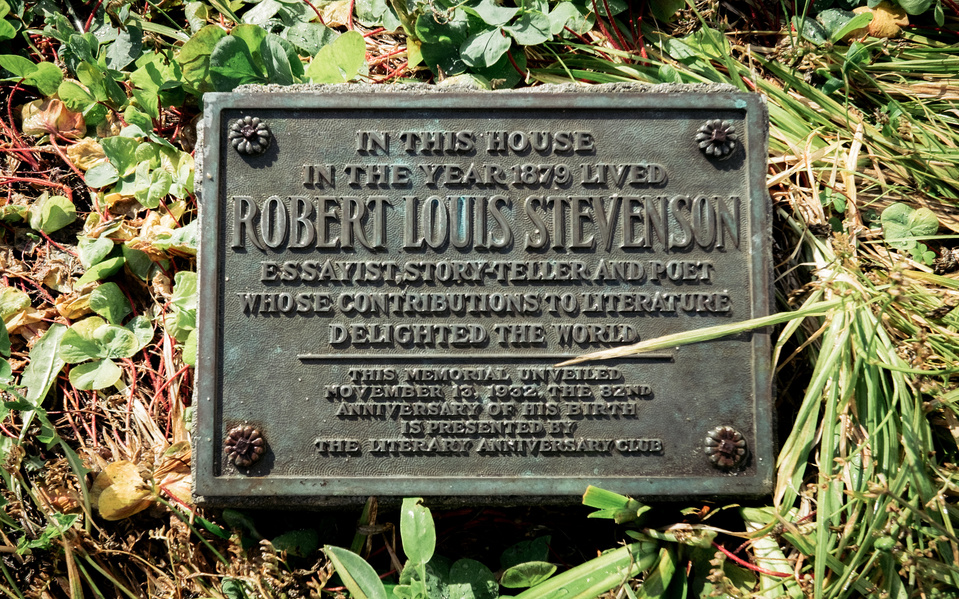 IN THIS HOUSE
IN THE YEAR 1879 LIVED
ROBERT LOUIS STEVENSON
ESSAYIST, STORY-TELLER AND POET
WHOSE CONTRIBUTIONS TO LITERATURE
DELIGHTED THE WORLD
THIS MEMORIAL UNVEILED
NOVEMBER 13, 1932, THE 82ND
ANNIVERSARY OF HIS BIRTH
IS PRESENTED BY
THE LITERARY ANNIVERSARY CLUB